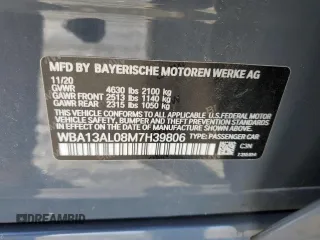 MFD BY BAYERISCHE MOTOREN WERKE AG
11/20
GVWR 4630 lbs 2100 kg
GAWR FRONT 2513 lbs 1140 kg
GAWR REAR 2315 lbs 1050 kg
THIS VEHICLE CONFORMS TO ALL
APPLICABLE U.S. FEDERAL MOTOR
VEHICLE SAFETY, BUMPER, AND THEFT
PREVENTION STANDARDS IN EFFECT ON
THE DATE OF MANUFACTURE SHOWN ABOVE.
WBA13AL08M7H39806 TYPE: PASSENGER CAR
C3N
DREAMBID